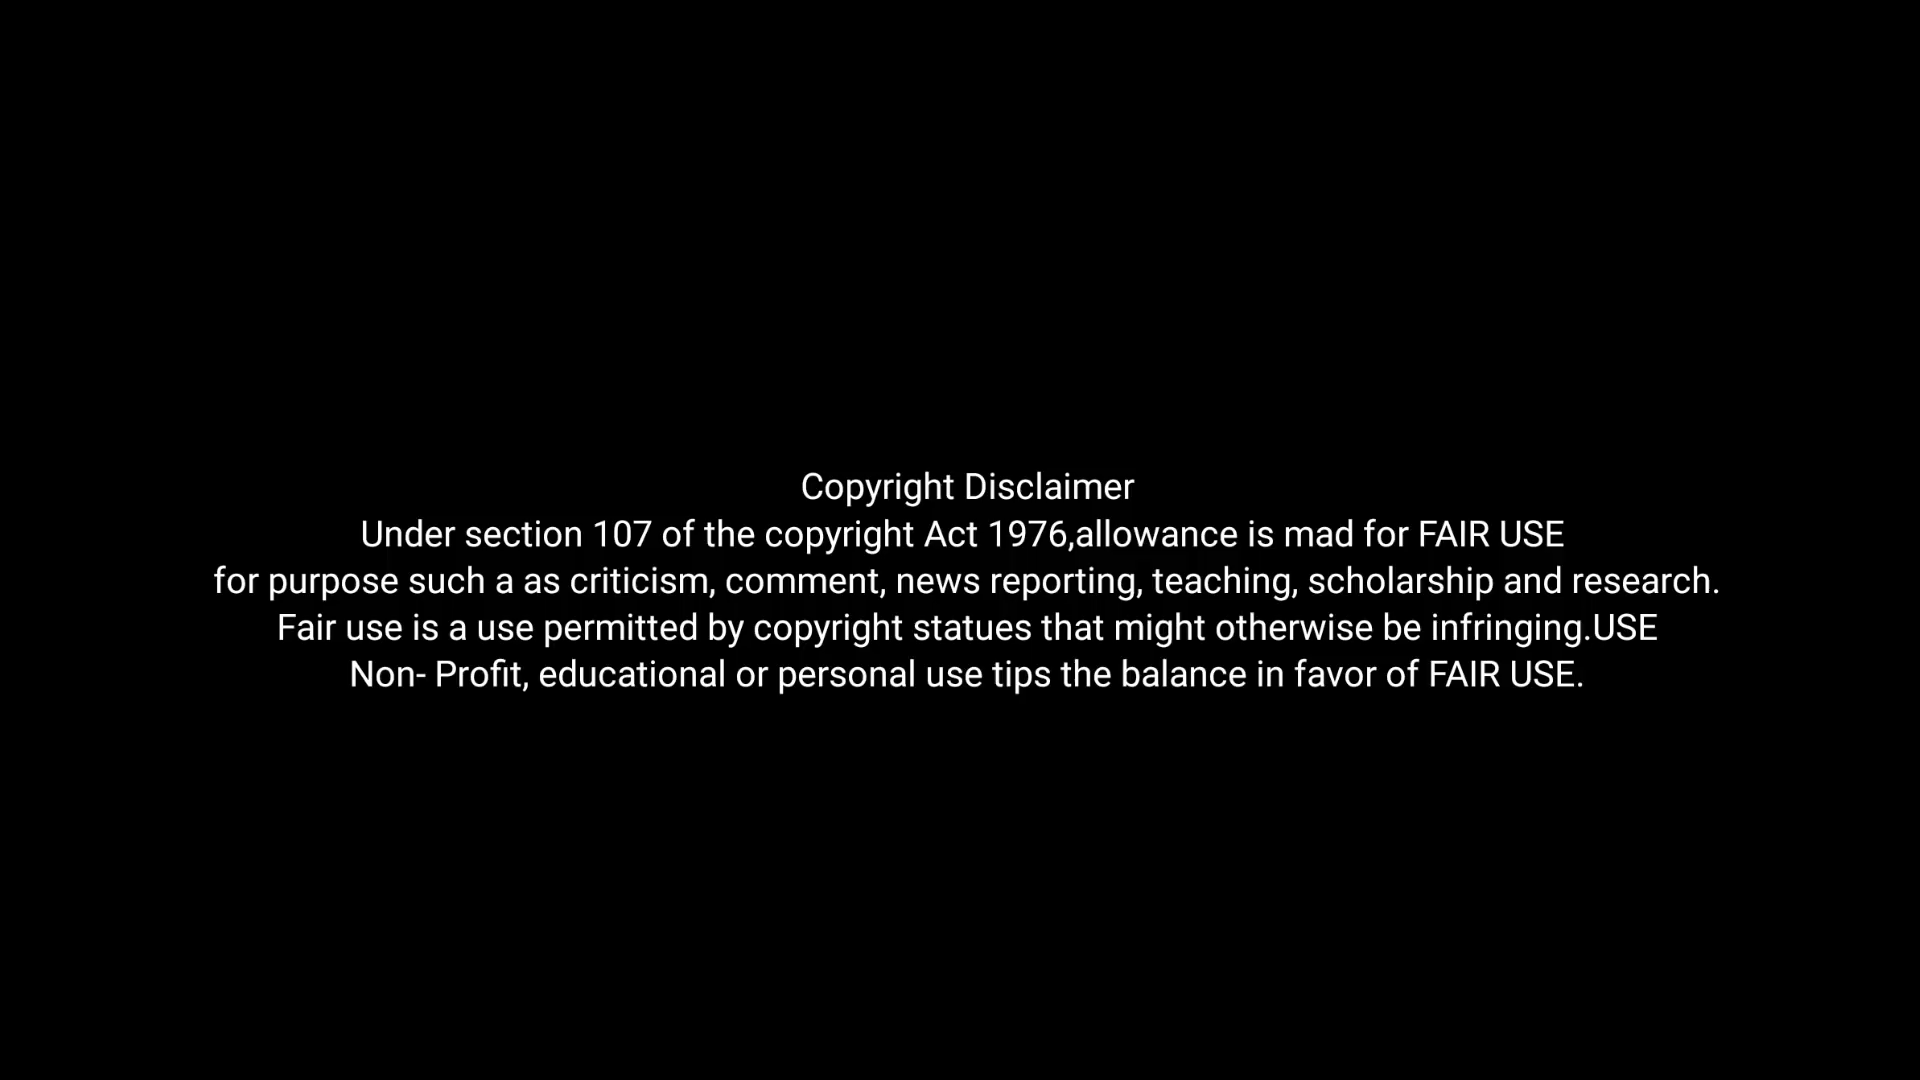 Copyright Disclaimer
Under section 107 of the copyright Act 1976,allowance is mad for FAIR USE
for purpose such a as criticism, comment, news reporting, teaching, scholarship and research.
Fair use is a use permitted by copyright statues that might otherwise be infringing.USE
Non- Profit, educational or personal use tips the balance in favor of FAIR USE.